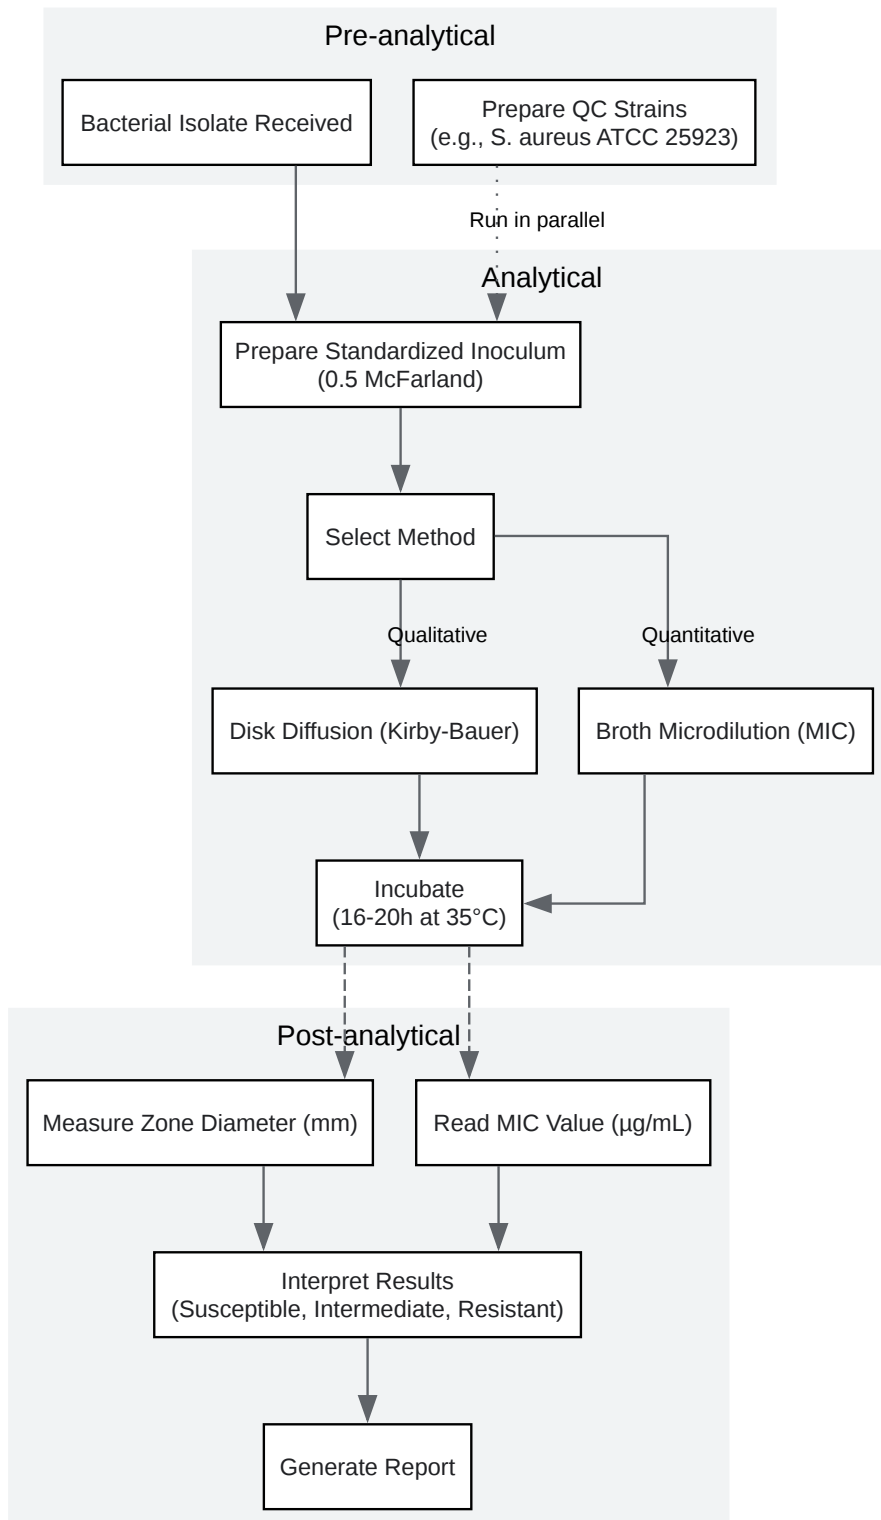 Pre-analytical
Bacterial Isolate Received
Prepare QC Strains
(e.g., S. aureus ATCC 25923)
Run in parallel
Analytical
Prepare Standardized Inoculum
(0.5 McFarland)
Select Method
Qualitative
Quantitative
Disk Diffusion (Kirby-Bauer)
Broth Microdilution (MIC)
Incubate
(16-20h at 35°C)
Post-analytical
Measure Zone Diameter (mm)
Read MIC Value (µg/mL)
Interpret Results
(Susceptible, Intermediate, Resistant)
Generate Report